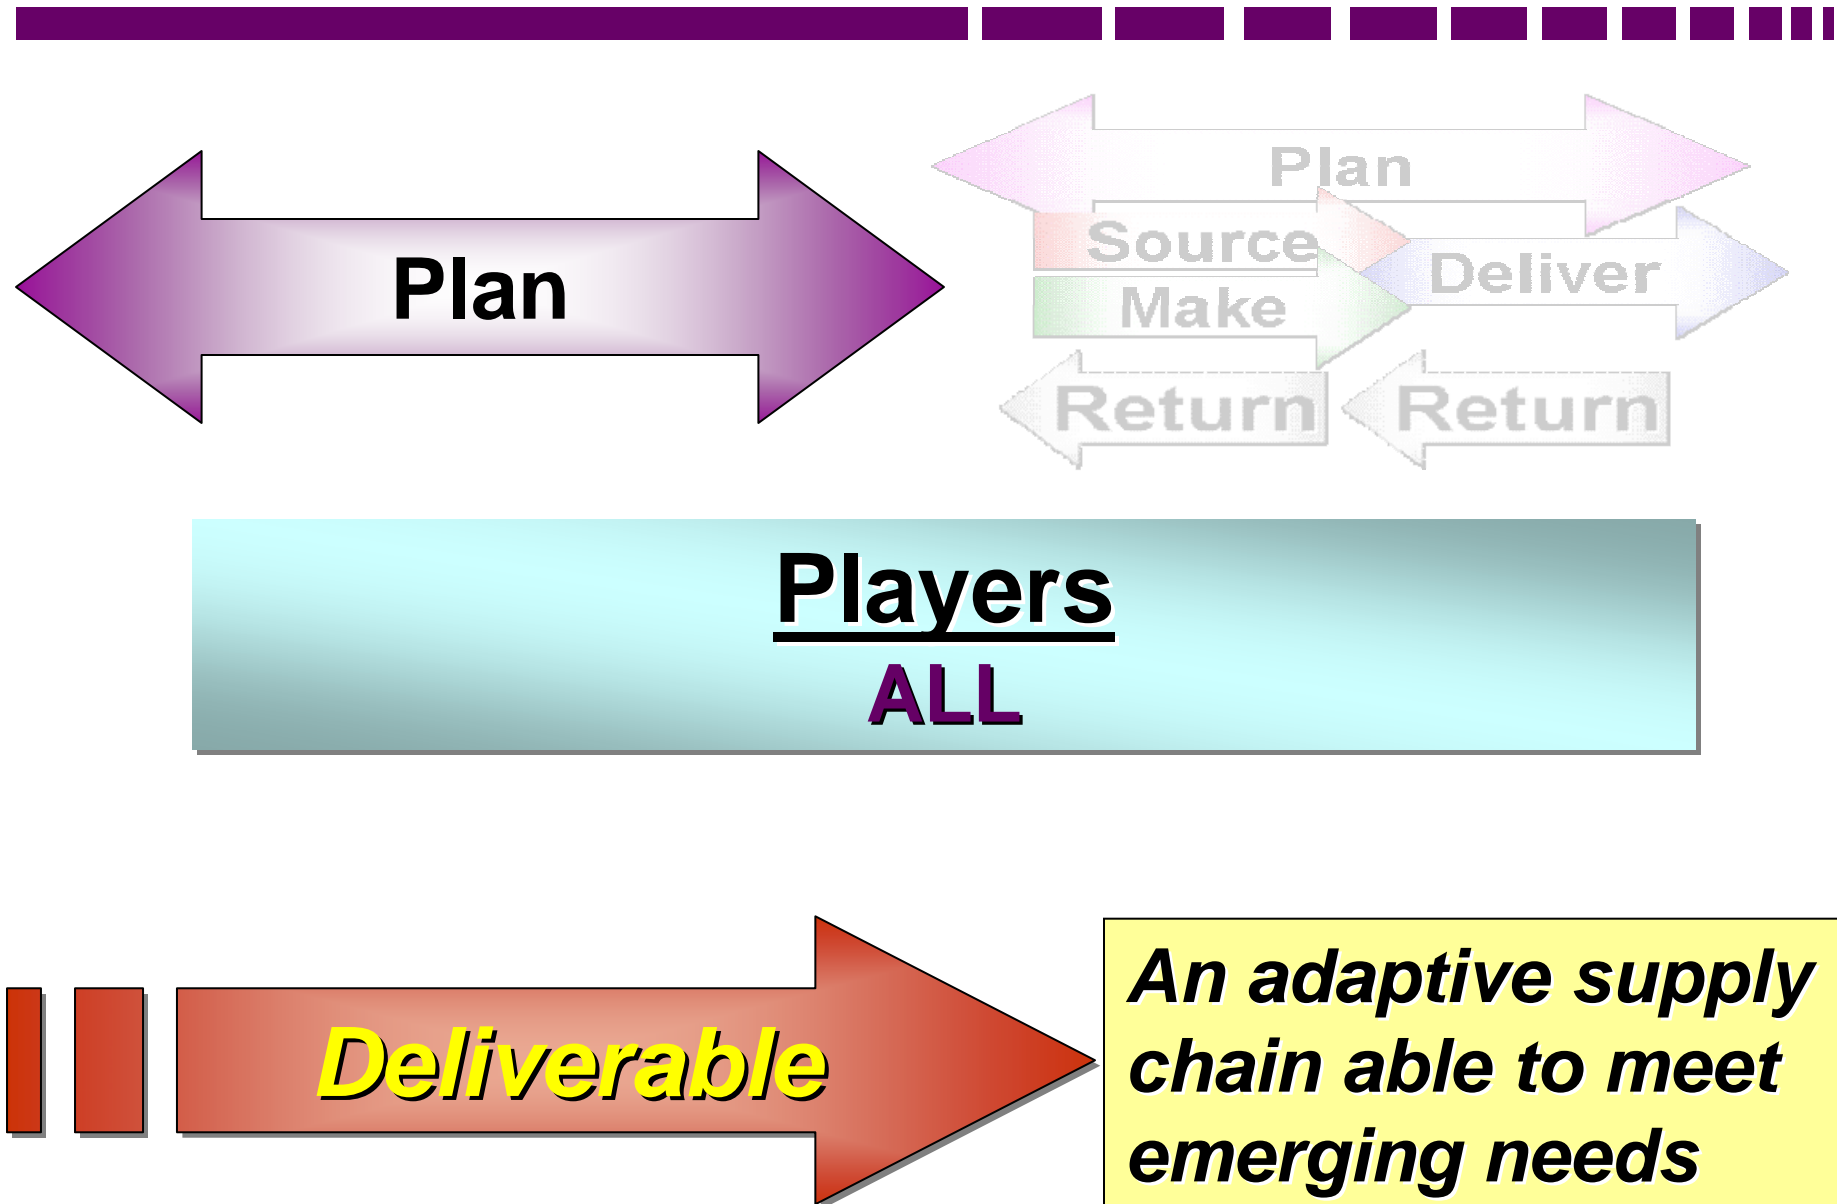 Plan
Plan
Source
Deliver
Make
Return
Return
Players
ALL
Deliverable
An adaptive supply
chain able to meet
emerging needs